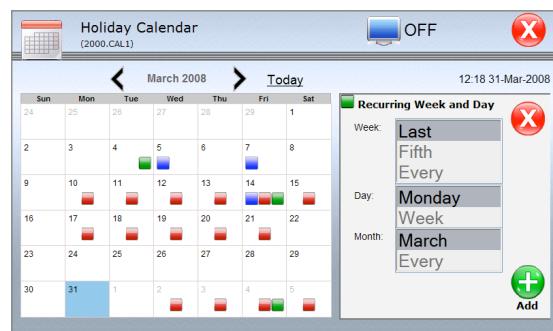 Holiday Calendar
(2000.CAL1)
OFF
March 2008
Today
12:18 31-Mar-2008
Sun Mon Tue Wed Thu Fri Sat
24 25 26 27 28 29 1
2 3 4 5 6 7 8
9 10 11 12 13 14 15
16 17 18 19 20 21 22
23 24 25 26 27 28 29
30 31 1 2 3 4 5
Recurring Week and Day
Week: Last
Fifth
Every
Day: Monday
Week
Month: March
Every
Add